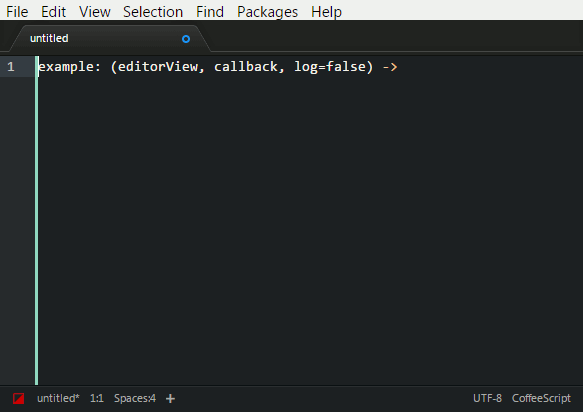 File Edit View Selection Find Packages Help
untitled
1 example: (editorView, callback, log=false) ->
untitled* 1:1 Spaces:4 + UTF-8 CoffeeScript